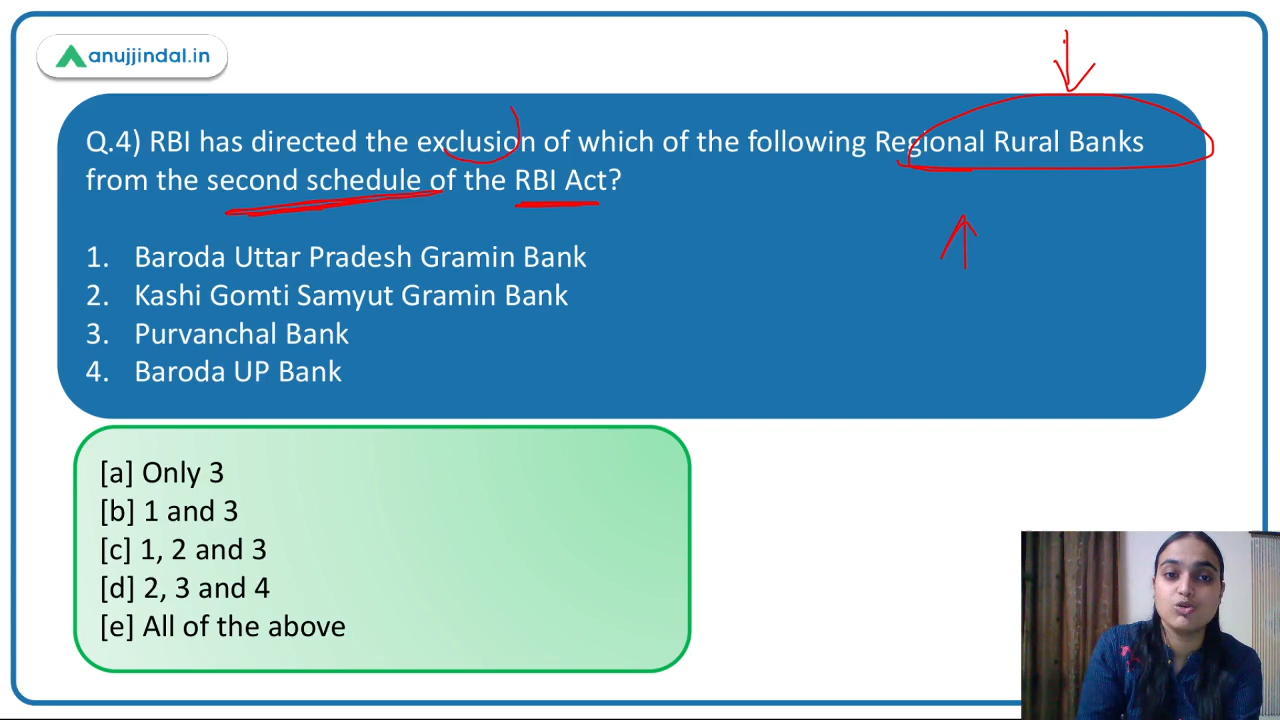 anujjindal.in
Q.4) RBI has directed the exclusion of which of the following Regional Rural Banks
from the second schedule of the RBI Act?
1. Baroda Uttar Pradesh Gramin Bank
2. Kashi Gomti Samyut Gramin Bank
3. Purvanchal Bank
4. Baroda UP Bank
[a] Only 3
[b] 1 and 3
[c] 1, 2 and 3
[d] 2, 3 and 4
[e] All of the above